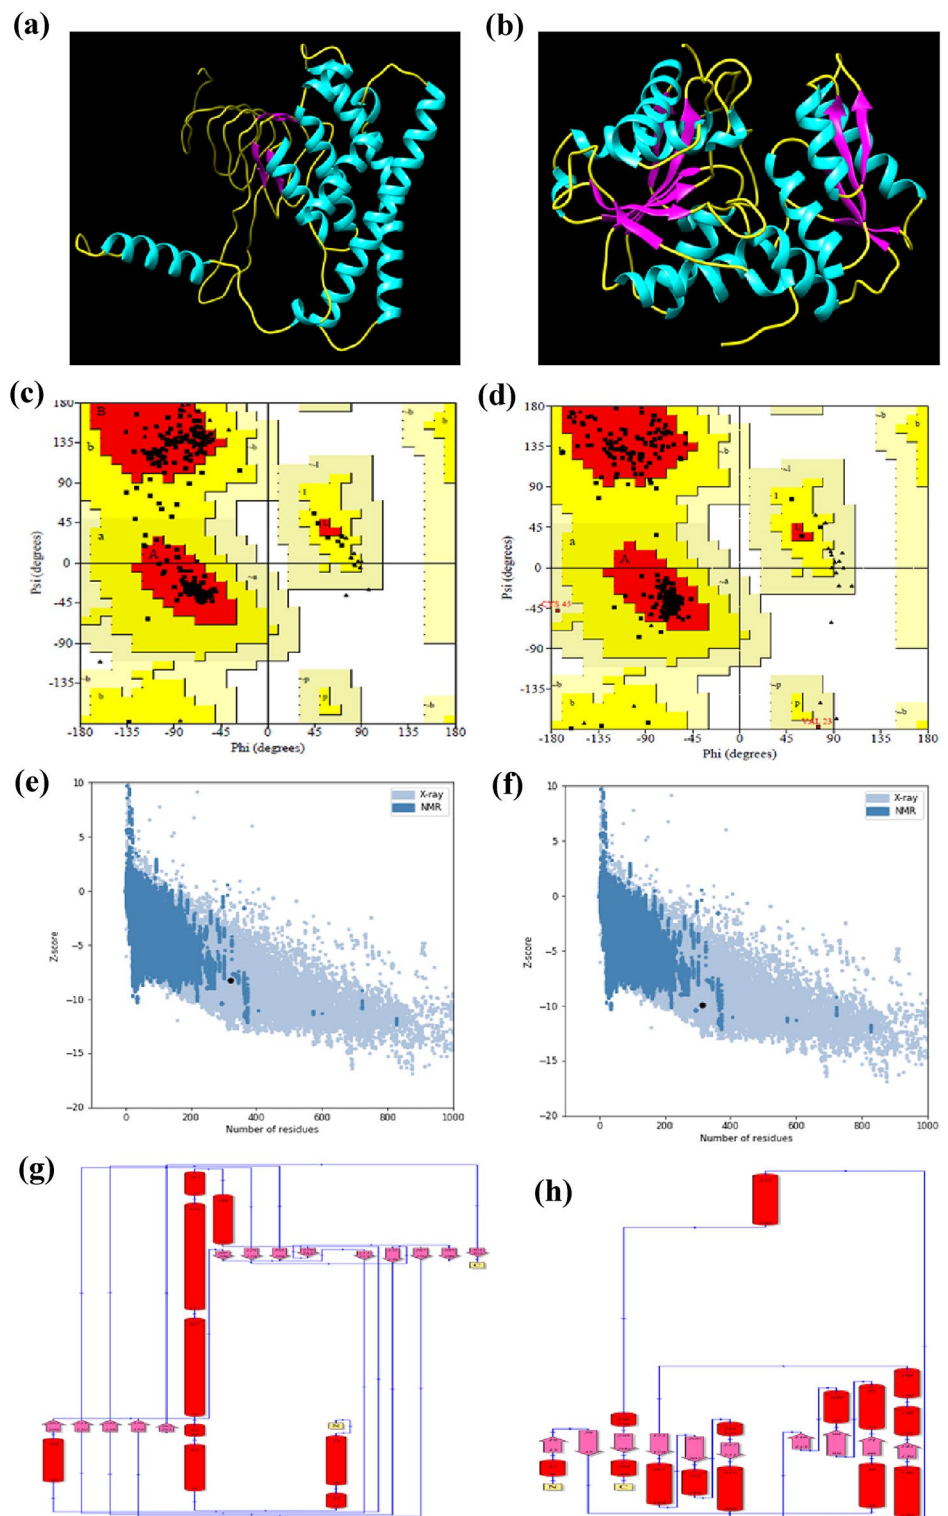 (a)
(b)
(c)
180
135
90
45
0
-45
-90
-135
-180 -135 -90 -45 0 45 90 135 180
Psi (degrees)
Phi (degrees)
B
b
a
A
~a
~b
~l
l
~p
p
(d)
180
135
90
45
0
-45
-90
-135
-180
-180 -135 -90 -45 0 45 90 135 180
Psi (degrees)
Phi (degrees)
a
A
~a
~b
~l
l
~p
p
b
VAL 23
(e)
10
5
0
−5
−10
−15
−20
0 200 400 600 800 1000
Z-score
Number of residues
X-ray
NMR
(f)
10
5
0
−5
−10
−15
−20
0 200 400 600 800 1000
Z-score
Number of residues
X-ray
NMR
(g)
(h)